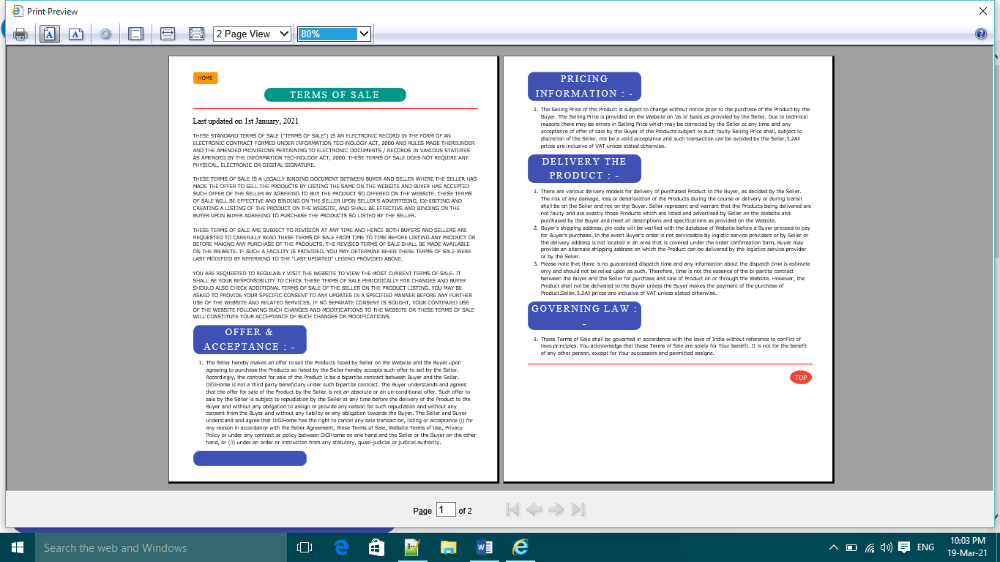 Print Preview
2 Page View
80%
HOME
TERMS OF SALE
Last updated on 1st January, 2021
THESE STANDARD TERMS OF SALE ("TERMS OF SALE") IS AN ELECTRONIC RECORD IN THE FORM OF AN
ELECTRONIC CONTRACT FORMED UNDER INFORMATION TECHNOLOGY ACT, 2000 AND RULES MADE THEREUNDER
AND THE AMENDED PROVISIONS PERTAINING TO ELECTRONIC DOCUMENTS / RECORDS IN VARIOUS STATUTES
AS AMENDED BY THE INFORMATION TECHNOLOGY ACT, 2000. THESE TERMS OF SALE DOES NOT REQUIRE ANY
PHYSICAL, ELECTRONIC OR DIGITAL SIGNATURE.
THESE TERMS OF SALE IS A LEGALLY BINDING DOCUMENT BETWEEN BUYER AND SELLER WHERE THE SELLER HAS
MADE THE OFFER TO SELL THE PRODUCTS BY LISTING THE SAME ON THE WEBSITE AND BUYER HAS ACCEPTED
SUCH OFFER OF THE SELLER BY AGREEING TO BUY THE PRODUCT SO OFFERED ON THE WEBSITE. THESE TERMS
OF SALE WILL BE EFFECTIVE AND BINDING ON THE SELLER UPON SELLER'S ADVERTISING, EXHIBITING AND
CREATING A LISTING OF THE PRODUCT ON THE WEBSITE, AND SHALL BE EFFECTIVE AND BINDING ON THE
BUYER UPON BUYER AGREEING TO PURCHASE THE PRODUCTS SO LISTED BY THE SELLER.
THESE TERMS OF SALE ARE SUBJECT TO REVISION AT ANY TIME AND HENCE BOTH BUYERS AND SELLERS ARE
REQUESTED TO CAREFULLY READ THESE TERMS OF SALE FROM TIME TO TIME BEFORE LISTING ANY PRODUCT OR
BEFORE MAKING ANY PURCHASE OF THE PRODUCTS. THE REVISED TERMS OF SALE SHALL BE MADE AVAILABLE
ON THE WEBSITE. IF SUCH A FACILITY IS PROVIDED, YOU MAY DETERMINE WHEN THESE TERMS OF SALE WERE
LAST MODIFIED BY REFERRING TO THE "LAST UPDATED" LEGEND PROVIDED ABOVE.
YOU ARE REQUESTED TO REGULARLY VISIT THE WEBSITE TO VIEW THE MOST CURRENT TERMS OF SALE. IT
SHALL BE YOUR RESPONSIBILITY TO CHECK THESE TERMS OF SALE PERIODICALLY FOR CHANGES AND BUYER
SHOULD ALSO CHECK ADDITIONAL TERMS OF SALE OF THE SELLER ON THE PRODUCT LISTING. YOU MAY BE
ASKED TO PROVIDE YOUR SPECIFIC CONSENT TO ANY UPDATES IN A SPECIFIED MANNER BEFORE ANY FURTHER
USE OF THE WEBSITE AND RELATED SERVICES. IF NO SEPARATE CONSENT IS SOUGHT, YOUR CONTINUED USE
OF THE WEBSITE FOLLOWING SUCH CHANGES AND MODIFICATIONS TO THE WEBSITE OR THESE TERMS OF SALE
WILL CONSTITUTE YOUR ACCEPTANCE OF SUCH CHANGES OR MODIFICATIONS.
OFFER &
ACCEPTANCE : -
1. The Seller hereby makes an offer to sell the Products listed by Seller on the Website and the Buyer upon
agreeing to purchase the Products so listed by the Seller hereby accepts such offer to sell by the Seller.
Accordingly, the contract for sale of the Product is be a bipartite contract between Buyer and the Seller.
DiGiHome is not a third party beneficiary under such bipartite contract. The Buyer understands and agrees
that the offer for sale of the Product by the Seller is not an absolute or an un-conditional offer. Such offer to
sale by the Seller is subject to repudiation by the Seller at any time before the delivery of the Product to the
Buyer and without any obligation to assign or provide any reason for such repudiation and without any
consent from the Buyer and without any liability or any obligation towards the Buyer. The Seller and Buyer
understand and agree that DiGiHome has the right to cancel any sale transaction, listing or acceptance (i) for
any reason in accordance with the Seller Agreement, these Terms of Sale, Website Terms of Use, Privacy
Policy or under any contract or policy between DiGiHome on one hand and the Seller or the Buyer on the other
hand, or (ii) under an order or instruction from any statutory, quasi-judicial or judicial authority.
PRICING
INFORMATION : -
1. The Selling Price of the Product is subject to change without notice prior to the purchase of the Product by the
Buyer. The Selling Price is provided on the Website on 'as is' basis as provided by the Seller. Due to technical
reasons there may be errors in Selling Price which may be corrected by the Seller at any time and any
acceptance of offer of sale by the Buyer of the Products subject to such faulty Selling Price shall, subject to
discretion of the Seller, not be a valid acceptance and such transaction can be avoided by the Seller.3.2All
prices are inclusive of VAT unless stated otherwise.
DELIVERY THE
PRODUCT : -
1. There are various delivery models for delivery of purchased Product to the Buyer, as decided by the Seller.
The risk of any damage, loss or deterioration of the Products during the course or delivery or during transit
shall be on the Seller and not on the Buyer. Seller represent and warrant that the Products being delivered are
not faulty and are exactly those Products which are listed and advertised by Seller on the Website and
purchased by the Buyer and meet all descriptions and specifications as provided on the Website.
2. Buyer's shipping address, pin code will be verified with the database of Website before a Buyer proceed to pay
for Buyer's purchase. In the event Buyer's order is not serviceable by logistic service providers or by Seller or
the delivery address is not located in an area that is covered under the order confirmation form, Buyer may
provide an alternate shipping address on which the Product can be delivered by the logistics service provider
or by the Seller.
3. Please note that there is no guaranteed dispatch time and any information about the dispatch time is estimate
only and should not be relied upon as such. Therefore, time is not the essence of the bi-partite contract
between the Buyer and the Seller for purchase and sale of Product on or through the Website. However, the
Product shall not be delivered to the Buyer unless the Buyer makes the payment of the purchase of
Product.Seller.3.2All prices are inclusive of VAT unless stated otherwise.
GOVERNING LAW :
-
1. These Terms of Sale shall be governed in accordance with the laws of India without reference to conflict of
laws principles. You acknowledge that these Terms of Sale are solely for Your benefit. It is not for the benefit
of any other person, except for Your successors and permitted assigns.
TOP
Page 1 of 2
Search the web and Windows
ENG
10:03 PM
19-Mar-21